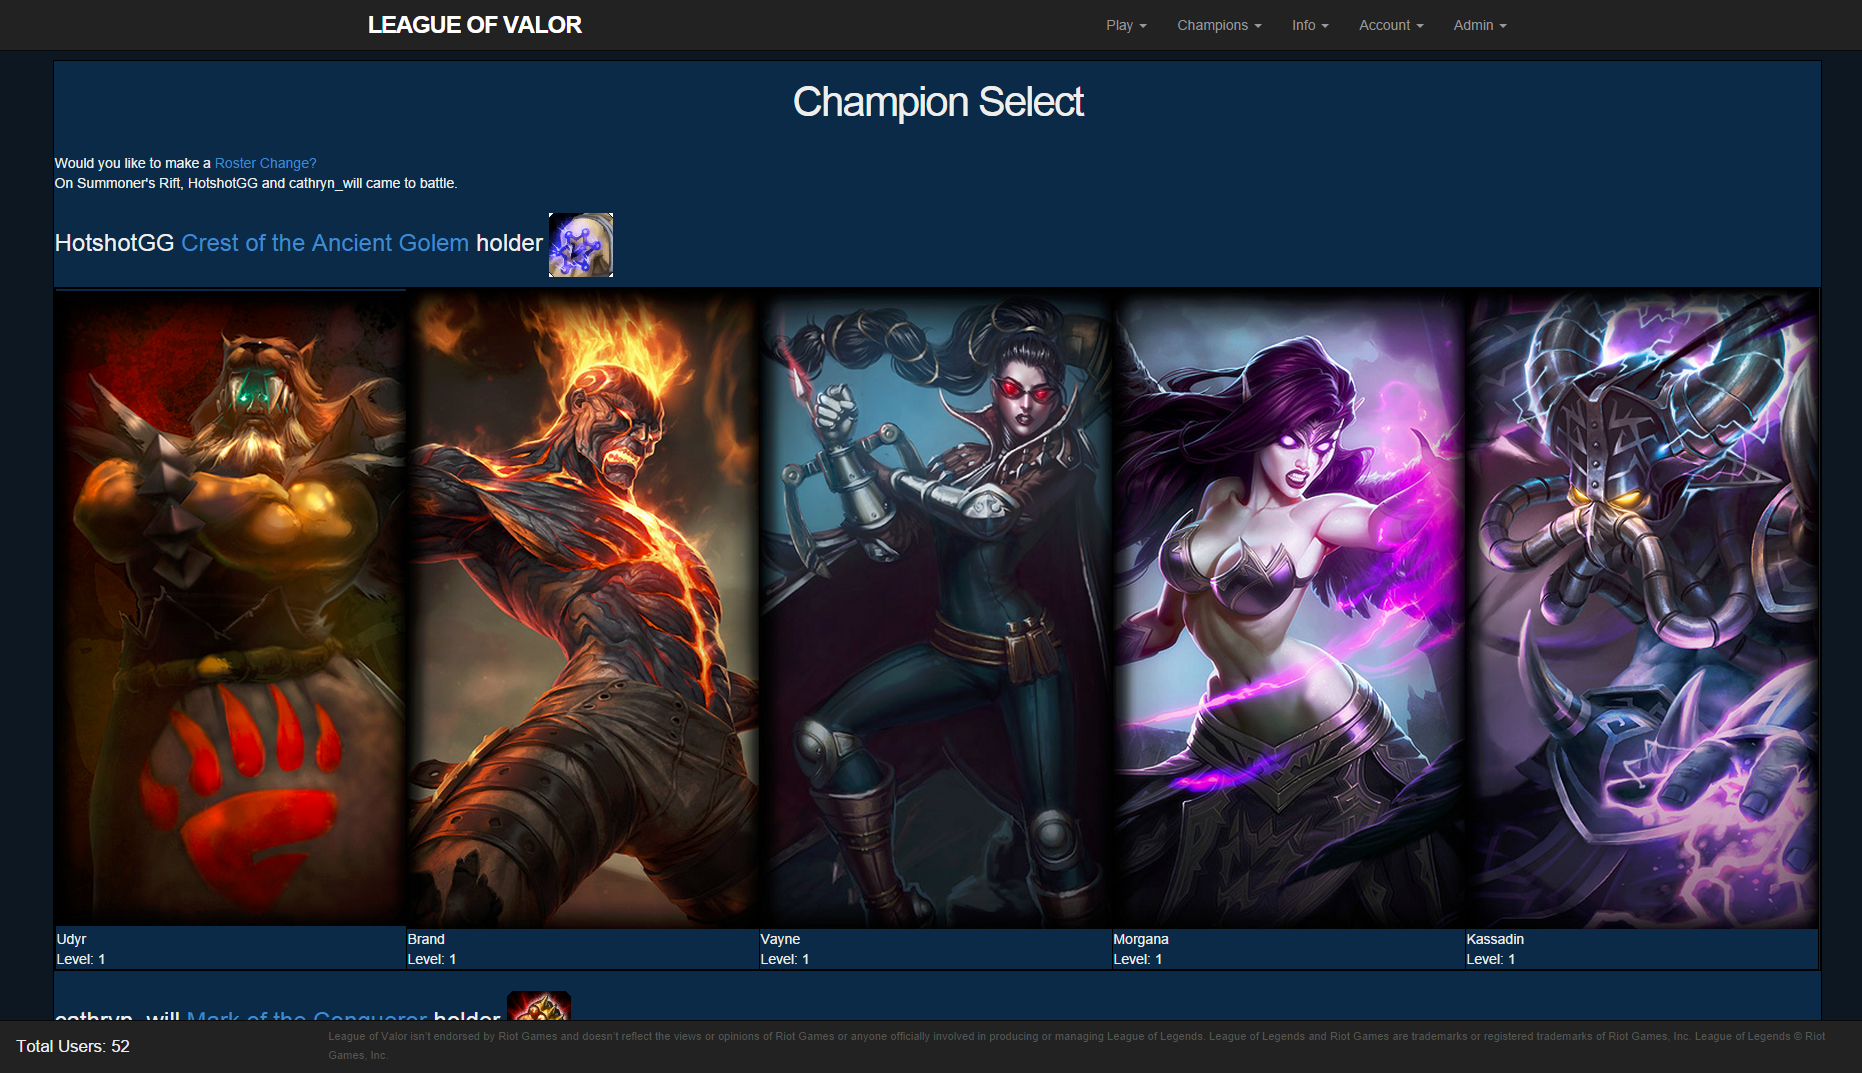 LEAGUE OF VALOR
Play Champions Info Account Admin
Champion Select
Would you like to make a Roster Change?
On Summoner's Rift, HotshotGG and cathryn_will came to battle.
HotshotGG Crest of the Ancient Golem holder
Udyr
Level: 1
Brand
Level: 1
Vayne
Level: 1
Morgana
Level: 1
Kassadin
Level: 1
cathryn_will Mark of the Conqueror holder
Total Users: 52
League of Valor isn't endorsed by Riot Games and doesn't reflect the views or opinions of Riot Games or anyone officially involved in producing or managing League of Legends. League of Legends and Riot Games are trademarks or registered trademarks of Riot Games, Inc. League of Legends © Riot
Games, Inc.